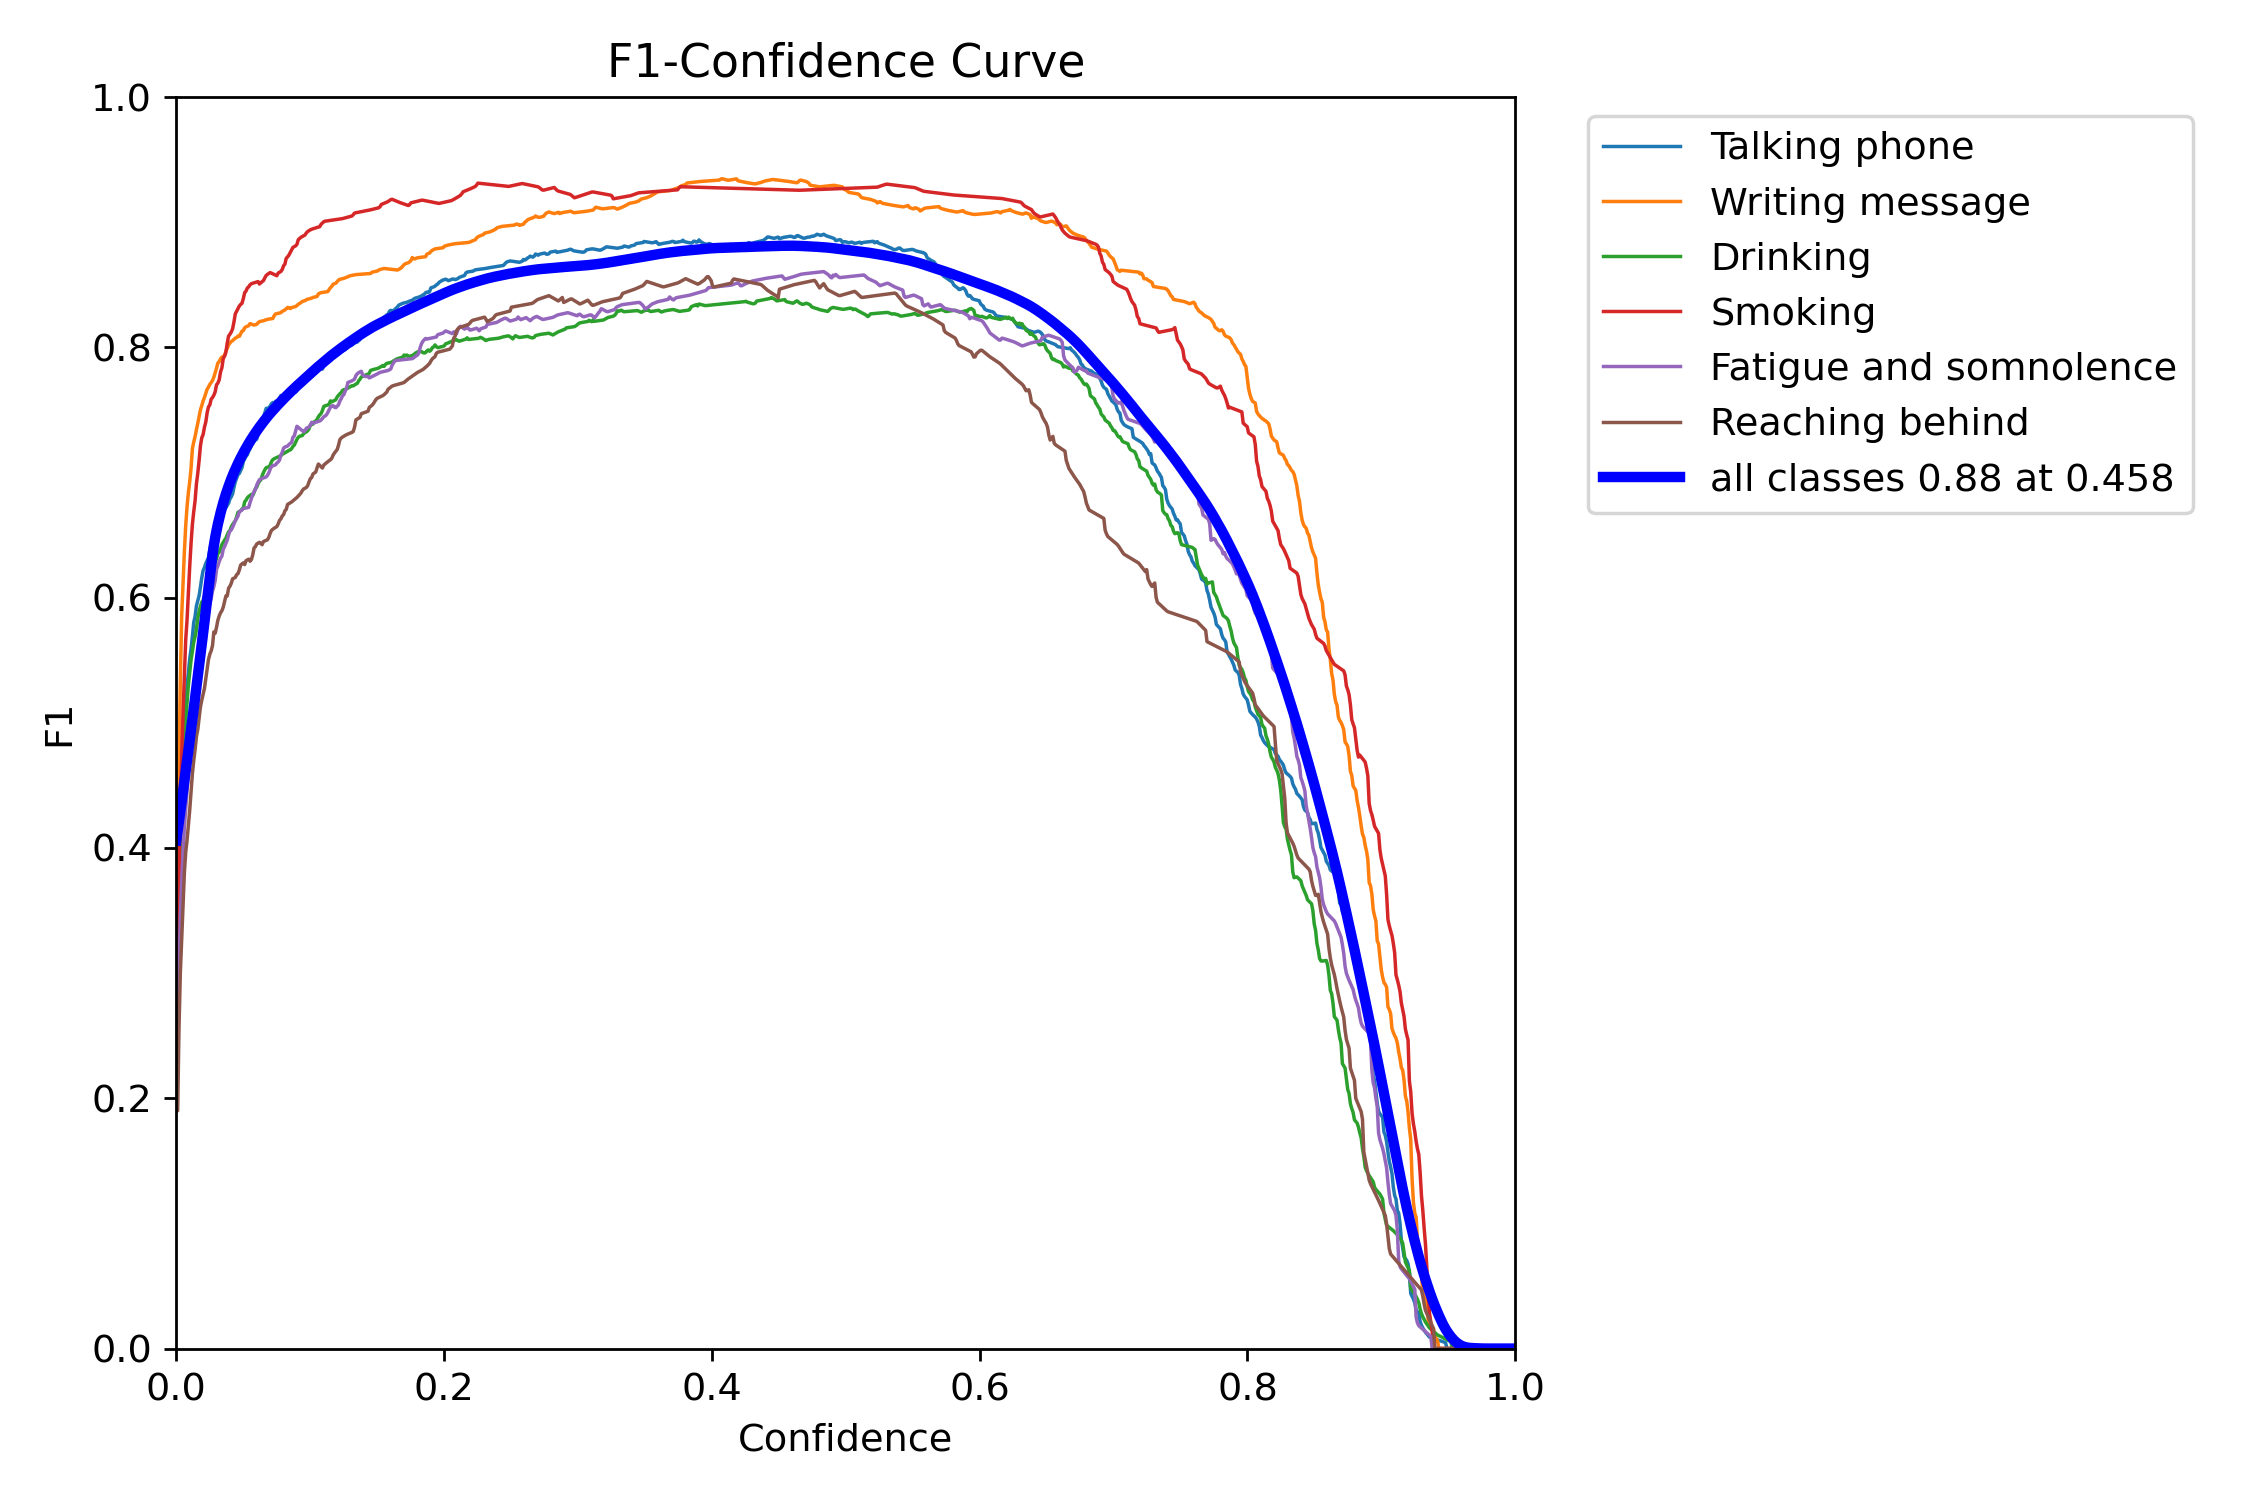 F1-Confidence Curve
1.0
0.8
0.6
0.4
0.2
0.0
F1
0.0 0.2 0.4 0.6 0.8 1.0
Confidence
Talking phone
Writing message
Drinking
Smoking
Fatigue and somnolence
Reaching behind
all classes 0.88 at 0.458